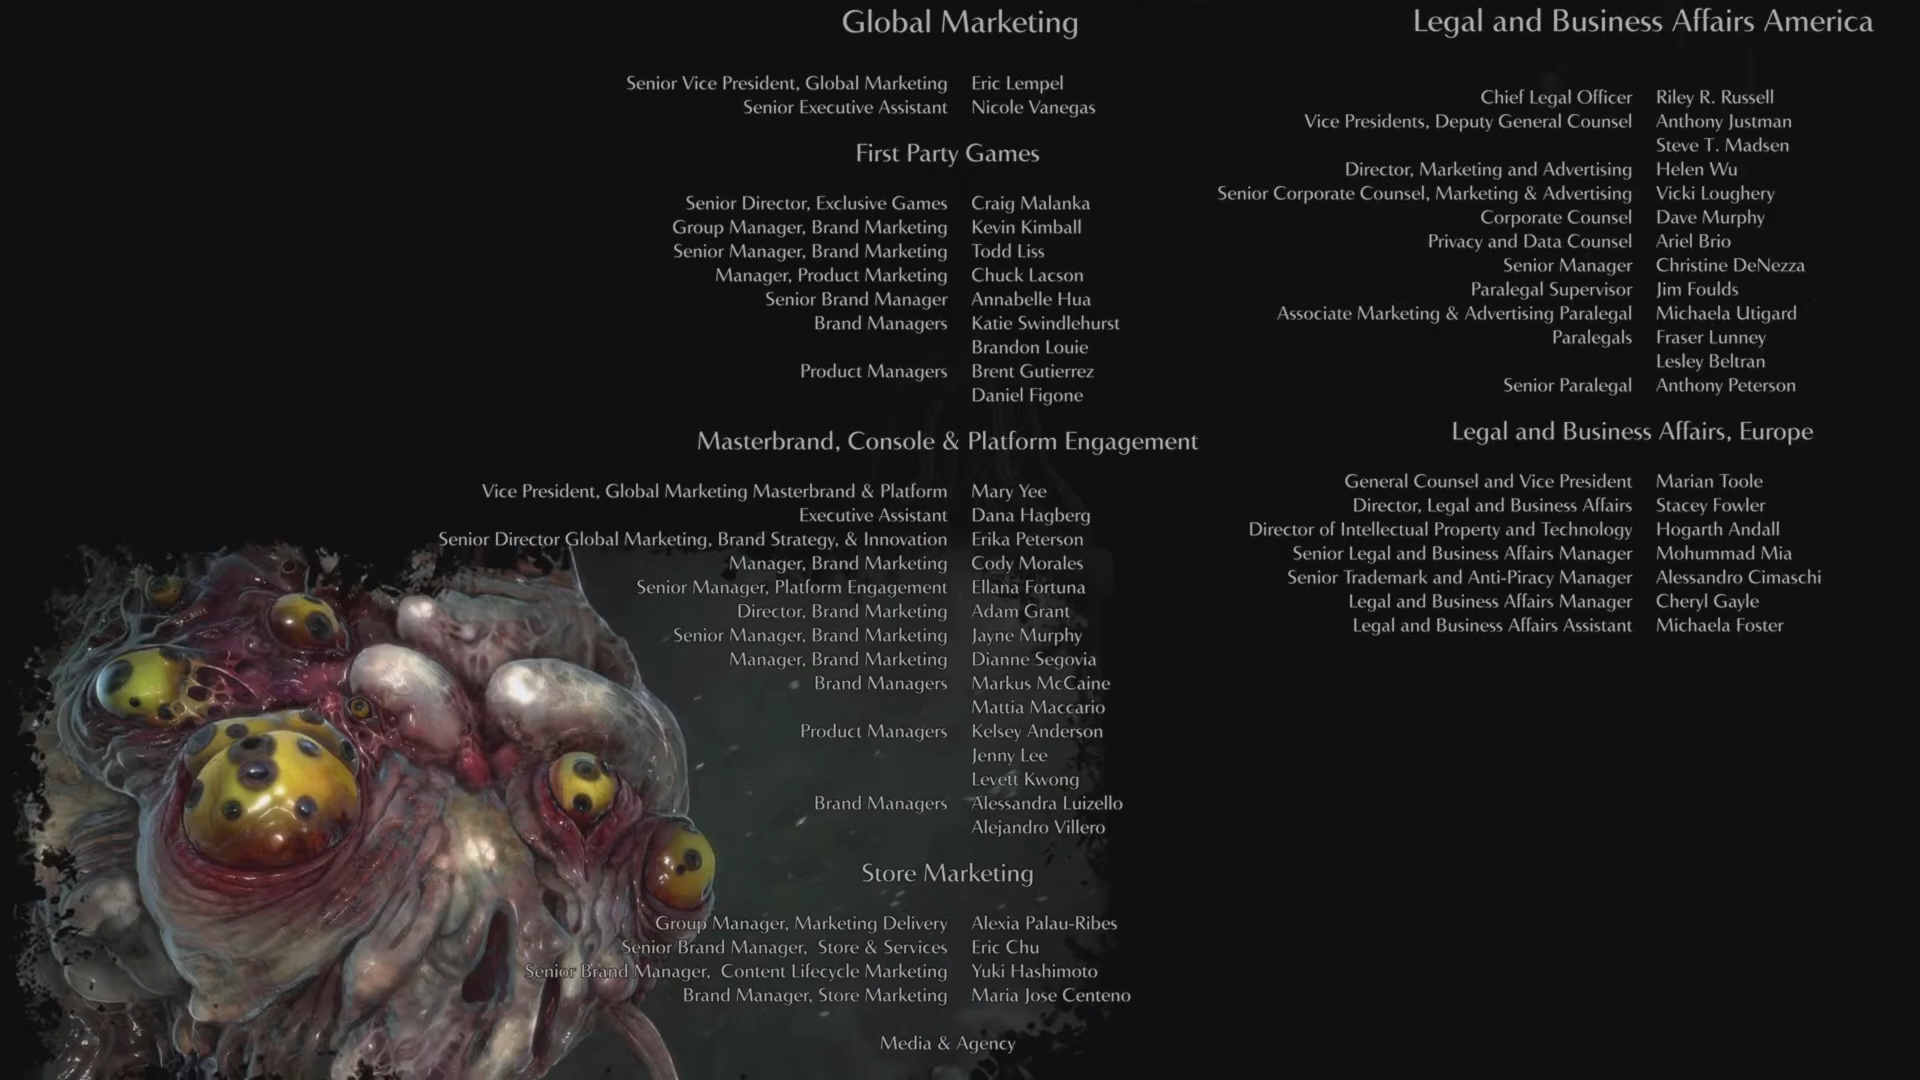 Global Marketing
Senior Vice President, Global Marketing Eric Lempel
Senior Executive Assistant Nicole Vanegas
First Party Games
Senior Director, Exclusive Games Craig Malanka
Group Manager, Brand Marketing Kevin Kimball
Senior Manager, Brand Marketing Todd Liss
Manager, Product Marketing Chuck Lacson
Senior Brand Manager Annabelle Hua
Brand Managers Katie Swindlehurst
Brandon Louie
Product Managers Brent Gutierrez
Daniel Figone
Masterbrand, Console & Platform Engagement
Vice President, Global Marketing Masterbrand & Platform Mary Yee
Executive Assistant Dana Hagberg
Senior Director Global Marketing, Brand Strategy, & Innovation Erika Peterson
Manager, Brand Marketing Cody Morales
Senior Manager, Platform Engagement Ellana Fortuna
Director, Brand Marketing Adam Grant
Senior Manager, Brand Marketing Jayne Murphy
Manager, Brand Marketing Dianne Segovia
Brand Managers Markus McCaine
Mattia Maccario
Product Managers Kelsey Anderson
Jenny Lee
Levett Kwong
Brand Managers Alessandra Luizello
Alejandro Villero
Store Marketing
Group Manager, Marketing Delivery Alexia Palau-Ribes
Senior Brand Manager, Store & Services Eric Chu
Senior Brand Manager, Content Lifecycle Marketing Yuki Hashimoto
Brand Manager, Store Marketing Maria Jose Centeno
Media & Agency
Legal and Business Affairs America
Chief Legal Officer Riley R. Russell
Vice Presidents, Deputy General Counsel Anthony Justman
Steve T. Madsen
Director, Marketing and Advertising Helen Wu
Senior Corporate Counsel, Marketing & Advertising Vicki Loughery
Corporate Counsel Dave Murphy
Privacy and Data Counsel Ariel Brio
Senior Manager Christine DeNezza
Paralegal Supervisor Jim Foulds
Associate Marketing & Advertising Paralegal Michaela Utigard
Paralegals Fraser Lunney
Lesley Beltran
Senior Paralegal Anthony Peterson
Legal and Business Affairs, Europe
General Counsel and Vice President Marian Toole
Director, Legal and Business Affairs Stacey Fowler
Director of Intellectual Property and Technology Hogarth Andall
Senior Legal and Business Affairs Manager Mohummad Mia
Senior Trademark and Anti-Piracy Manager Alessandro Cimaschi
Legal and Business Affairs Manager Cheryl Gayle
Legal and Business Affairs Assistant Michaela Foster